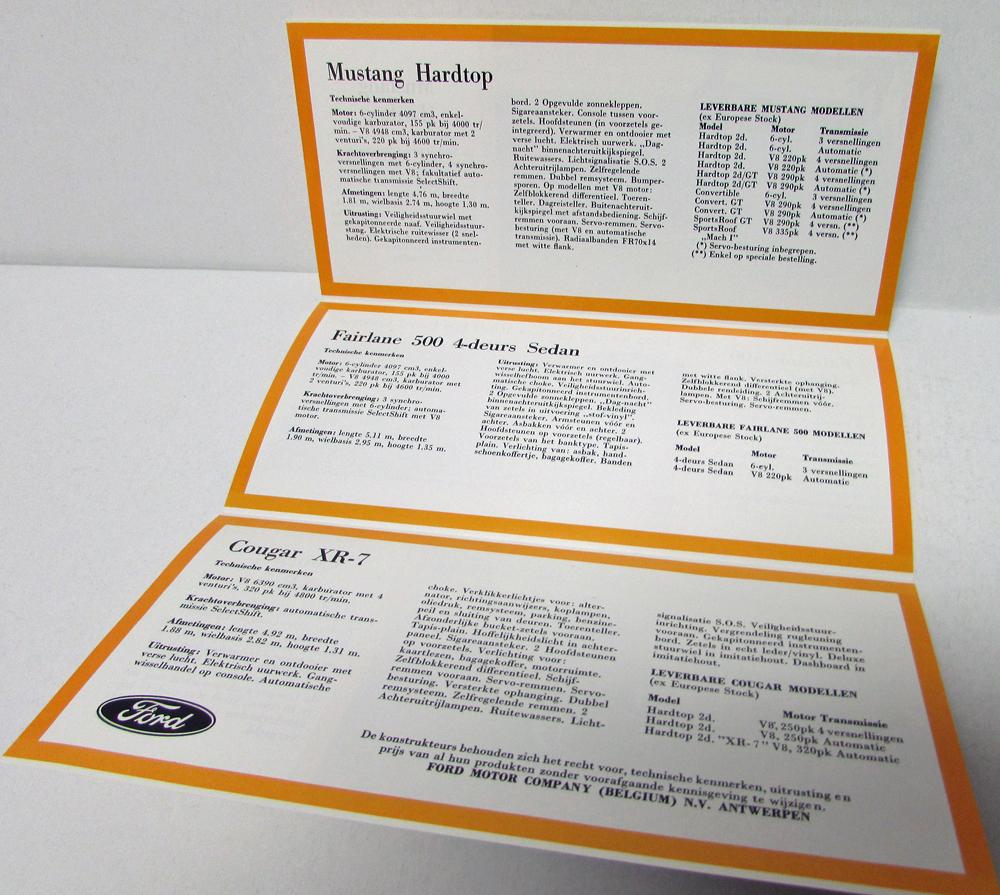 Mustang Hardtop
Technische kenmerken
Motor: 6-cylinder 4097 cm3, enkel-
voudige karburator, 155 pk bij 4000 tr/
min. – V8 4948 cm3, karburator met 2
venturi's, 220 pk bij 4600 tr/min.
Krachtoverbrenging: 3 synchro-
versnellingen met 6-cylinder, 4 synchro-
versnellingen met V8; fakultatief auto-
matische transmissie SelectShift.
Afmetingen: lengte 4,76 m, breedte
1.81 m, wielbasis 2.74 m, hoogte 1.30 m.
Uitrusting: Veiligheidsstuurwiel met
gekapitonneerde naaf. Veiligheidsstuur-
stang. Elektrische ruitewisser (2 snel-
heden). Gekapitonneerd instrumenten-
bord. 2 Opgevulde zonnekleppen.
Sigareaansteker. Console tussen voor-
zetels. Hoofdsteunen (in voorzetels ge-
integreerd). Verwarmer en ontdooier met
verse lucht. Elektrisch uurwerk. „Dag-
nacht" binnenachteruitkijkspiegel.
Ruitewassers. Lichtsignalisatie S.O.S. 2
Achteruitrijlampen. Zelfregelende
remmen. Dubbel remsysteem. Bumper-
sporen. Op modellen met V8 motor:
Zelfblokkerend differentieel. Toeren-
teller. Dagreisteller. Buitenachteruit-
kijkspiegel met afstandsbediening. Schijf-
remmen vooraan. Servo-remmen. Servo-
besturing (met V8 en automatische
transmissie). Radiaalbanden FR70x14
met witte flank.
LEVERBARE MUSTANG MODELLEN
(ex Europese Stock)
Model Motor Transmissie
Hardtop 2d. 6-cyl. 3 versnellingen
Hardtop 2d. 6-cyl. Automatic
Hardtop 2d. V8 220pk 4 versnellingen
Hardtop 2d. V8 220pk Automatic (*)
Hardtop 2d/GT V8 290pk 4 versnellingen
Hardtop 2d/GT V8 290pk Automatic (*)
Convertible 6-cyl. 3 versnellingen
Convert. GT V8 290pk 4 versnellingen
Convert. GT V8 290pk Automatic (*)
SportsRoof GT V8 290pk 4 versn. (**)
SportsRoof V8 335pk 4 versn. (**)
„Mach I"
(*) Servo-besturing inbegrepen.
(**) Enkel op speciale bestelling.
Fairlane 500 4-deurs Sedan
Technische kenmerken
Motor: 6-cylinder 4097 cm3, enkel-
voudige karburator, 155 pk bij 4000
tr/min. – V8 4948 cm3, karburator met
2 venturi's, 220 pk bij 4600 tr/min.
Krachtoverbrenging: 3 synchro-
versnellingen met 6-cylinder; automa-
tische transmissie SelectShift met V8
motor.
Afmetingen: lengte 5,11 m, breedte
1.90 m, wielbasis 2.95 m, hoogte 1.35 m.
Uitrusting: Verwarmer en ontdooier met
verse lucht. Elektrisch uurwerk. Gang-
wisselhefboom aan het stuurwiel. Auto-
matische choke. Veiligheidsstuurinrich-
ting. Gekapitonneerd instrumentenbord.
2 Opgevulde zonnekleppen. „Dag-nacht"
binnenachteruitkijkspiegel. Bekleding
van zetels in uitvoering „stof-vinyl".
Sigareaansteker. Armsteunen vóór en
achter. Asbakken vóór en achter. 2
Hoofdsteunen op voorzetels (regelbaar).
Voorzetels van het banktype. Tapis-
plain. Verlichting van: asbak, hand-
schoenkoffertje, bagagekoffer. Banden
met witte flank. Versterkte ophanging.
Zelfblokkerend differentieel (met V8).
Dubbele remleiding. 2 Achteruitrij-
lampen. Met V8: Schijfremmen vóór.
Servo-besturing. Servo-remmen.
LEVERBARE FAIRLANE 500 MODELLEN
(ex Europese Stock)
Model Motor Transmissie
4-deurs Sedan 6-cyl. 3 versnellingen
4-deurs Sedan V8 220pk Automatic
Cougar XR-7
Technische kenmerken
Motor: V8 6390 cm3, karburator met 4
venturi's, 320 pk bij 4800 tr/min.
Krachtoverbrenging: automatische trans-
missie SelectShift.
Afmetingen: lengte 4.92 m, breedte
1.88 m, wielbasis 2.82 m, hoogte 1.31 m.
Uitrusting: Verwarmer en ontdooier met
verse lucht. Elektrisch uurwerk. Gang-
wisselhandel op console. Automatische
choke. Verklikkerlichtjes voor: alter-
nator, richtingsaanwijzers, koplampen,
oliedruk, remsysteem, parking, benzine-
peil en sluiting van deuren. Toerenteller.
Afzonderlijke bucket-zetels vooraan.
Tapis-plain. Hoffelijkheidslicht in achter-
paneel. Sigareaansteker. 2 Hoofdsteunen
op voorzetels. Verlichting voor:
kaartlezen, bagagekoffer, motorruimte.
Zelfblokkerend differentieel. Schijf-
remmen vooraan. Servo-remmen. Servo-
besturing. Versterkte ophanging. Dubbel
remsysteem. Zelfregelende remmen. 2
Achteruitrijlampen. Ruitewassers. Licht-
signalisatie S.O.S. Veiligheidsstuur-
inrichting. Vergrendeling rugleuning
vooraan. Gekapitonneerd instrumenten-
bord. Zetels in echt leder/vinyl. Deluxe
stuurwiel in imitatiehout. Dashboard in
imitatiehout.
LEVERBARE COUGAR MODELLEN
(ex Europese Stock)
Model Motor Transmissie
Hardtop 2d. V8, 250pk 4 versnellingen
Hardtop 2d. V8, 250pk Automatic
Hardtop 2d. "XR-7" V8, 320pk Automatic
Ford
De konstrukteurs behouden zich het recht voor, technische kenmerken, uitrusting en
prijs van al hun produkten zonder voorafgaande kennisgeving te wijzigen.
FORD MOTOR COMPANY (BELGIUM) N.V. ANTWERPEN